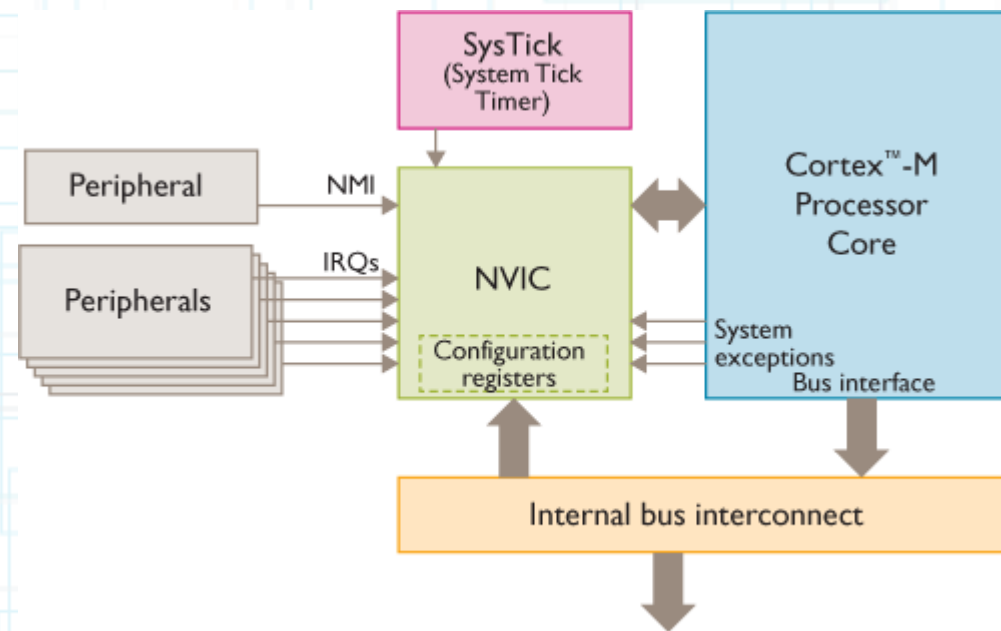 SysTick
(System Tick
Timer)
Peripheral
NMI
Cortex™-M
Processor
Core
IRQs
Peripherals
NVIC
System
exceptions
Configuration
registers
Bus interface
Internal bus interconnect